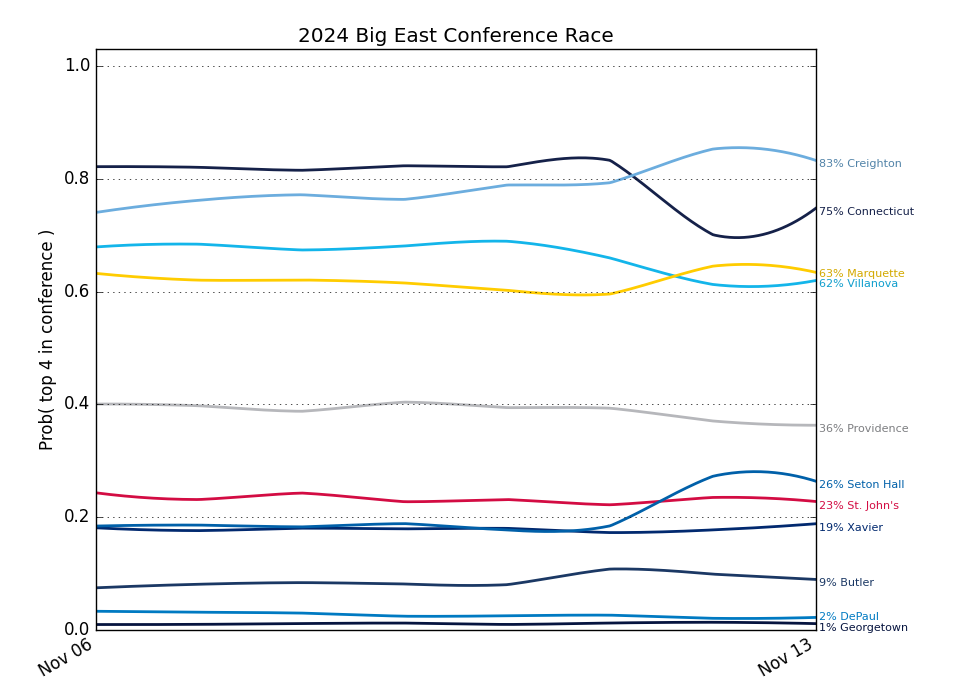 2024 Big East Conference Race
Prob( top 4 in conference )
1.0
0.8
0.6
0.4
0.2
0.0
Nov 06
Nov 13
83% Creighton
75% Connecticut
63% Marquette
62% Villanova
36% Providence
26% Seton Hall
23% St. John's
19% Xavier
9% Butler
2% DePaul
1% Georgetown